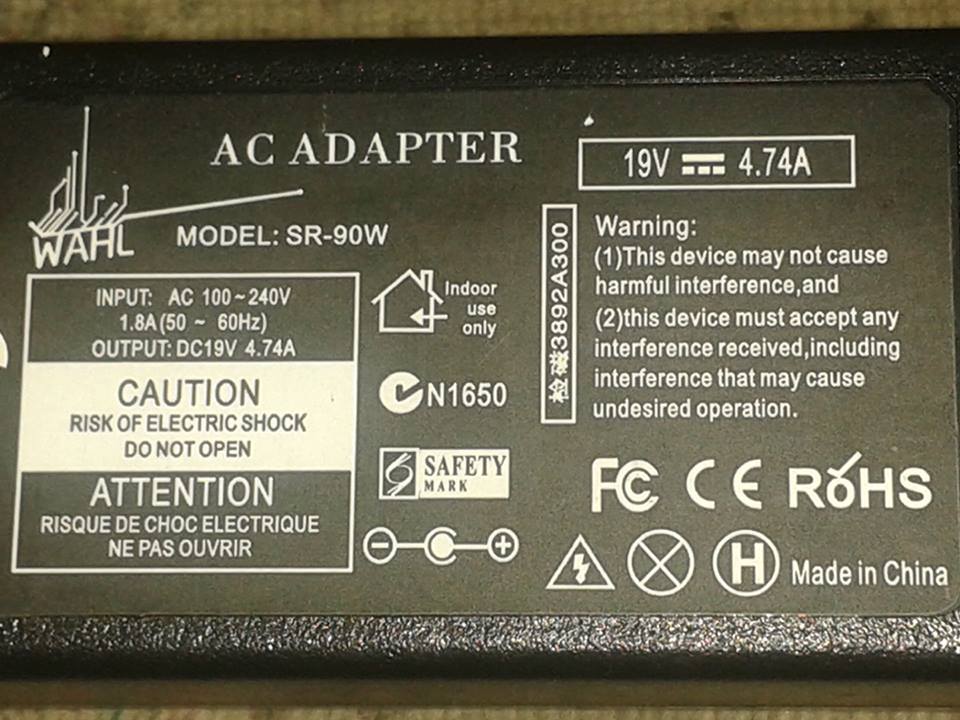 AC ADAPTER
WAHL
MODEL: SR-90W
19V 4.74A
INPUT: AC 100~240V
1.8A(50 ~ 60Hz)
OUTPUT: DC19V 4.74A
CAUTION
RISK OF ELECTRIC SHOCK
DO NOT OPEN
ATTENTION
RISQUE DE CHOC ELECTRIQUE
NE PAS OUVRIR
Indoor
use
only
N1650
SAFETY
MARK
检磁3892A300
Warning:
(1)This device may not cause
harmful interference,and
(2)this device must accept any
interference received,including
interference that may cause
undesired operation.
FC CE RoHS
H
Made in China